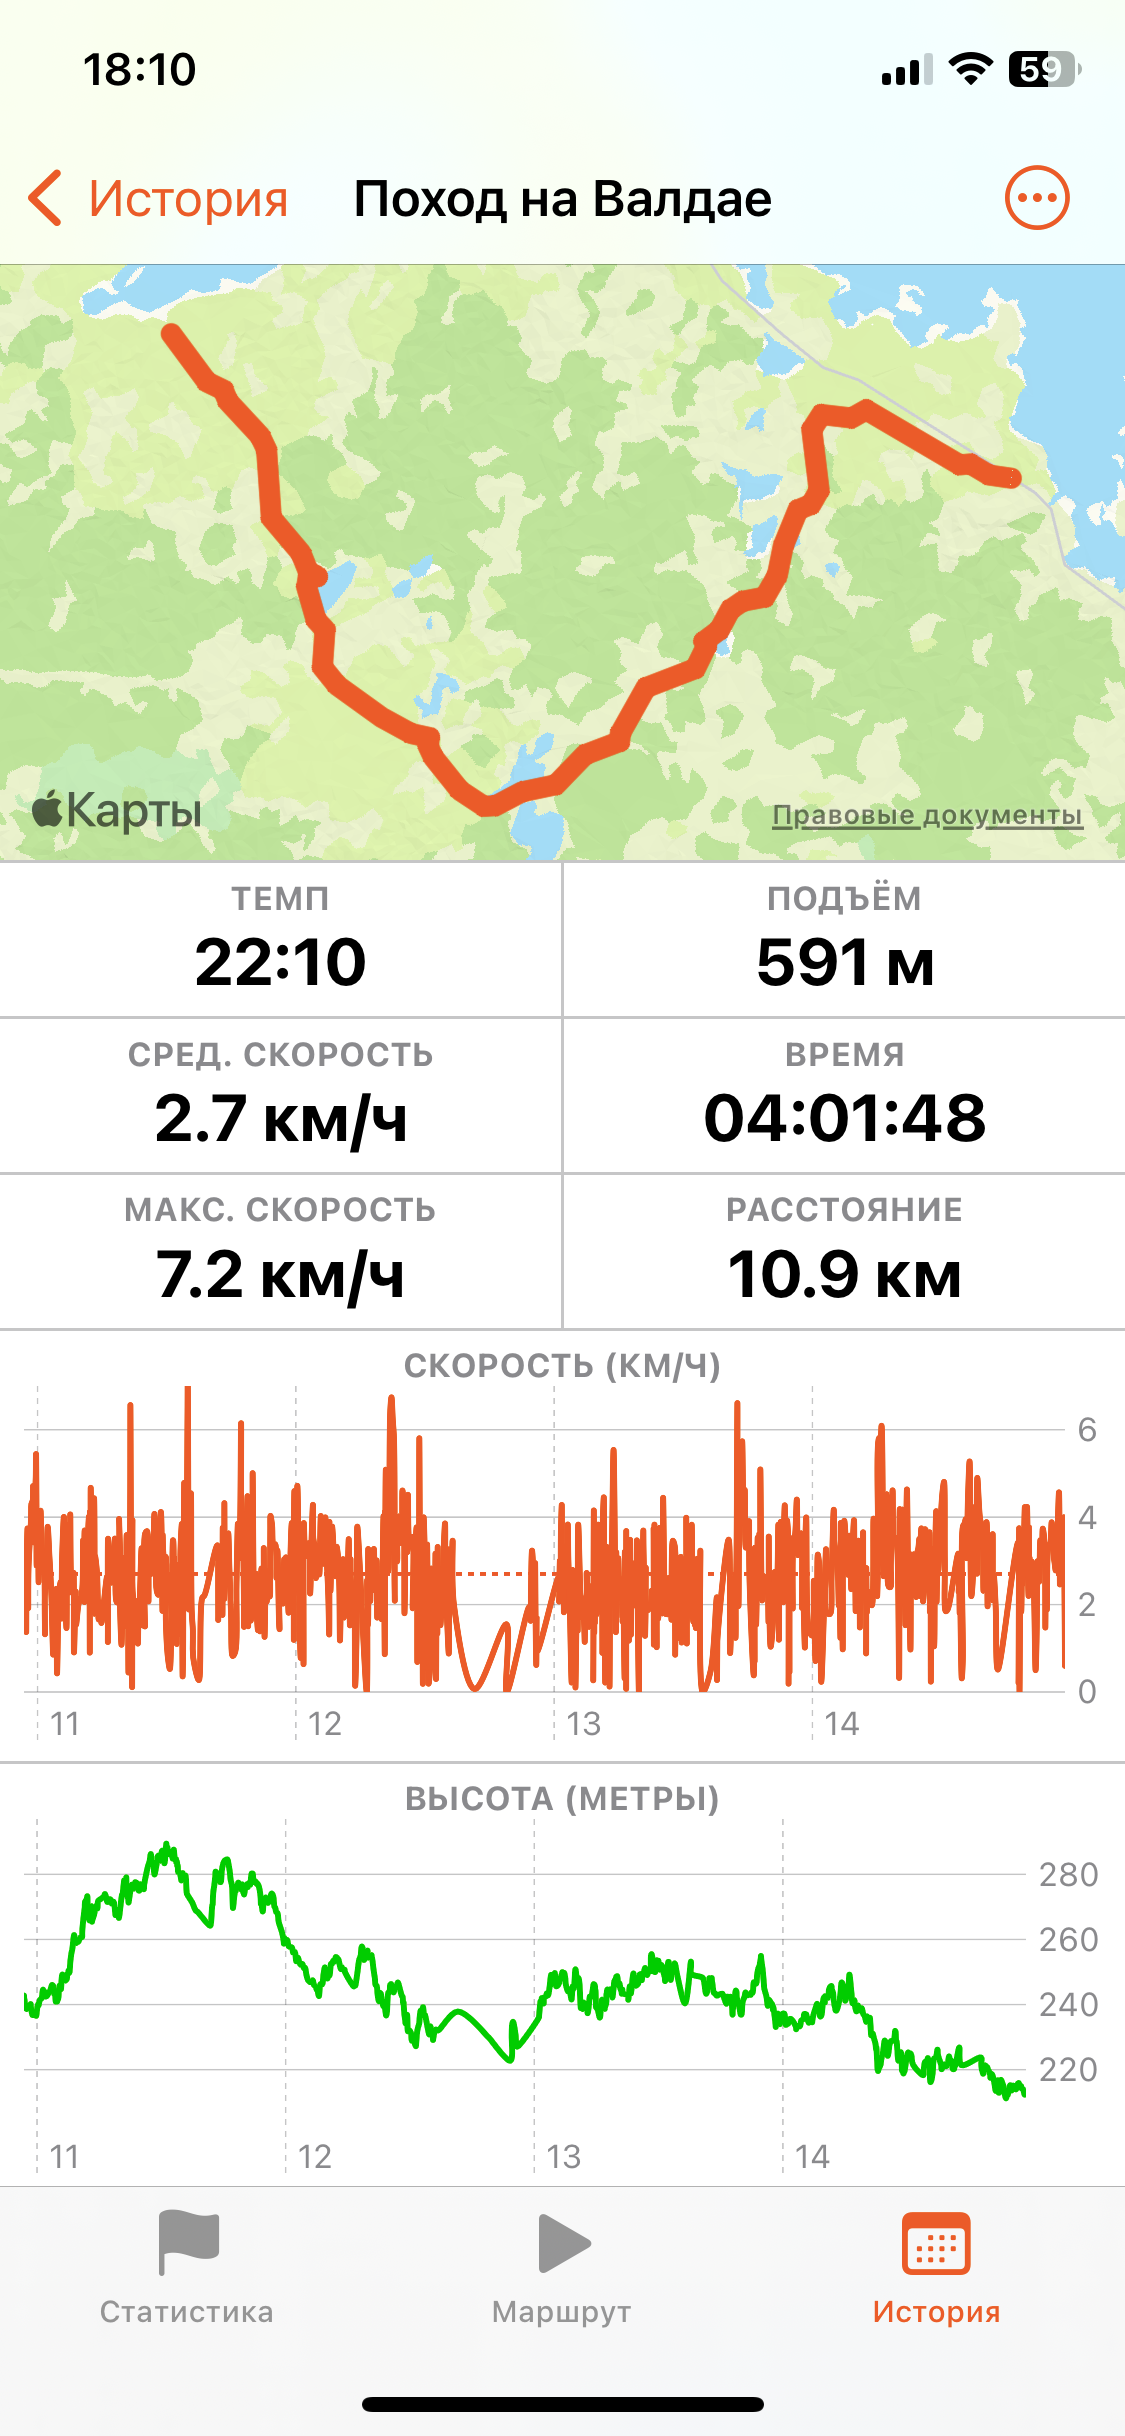 18:10
59
История
Поход на Валдае
Карты
Правовые документы
ТЕМП
22:10
ПОДЪЁМ
591 м
СРЕД. СКОРОСТЬ
2.7 км/ч
ВРЕМЯ
04:01:48
МАКС. СКОРОСТЬ
7.2 км/ч
РАССТОЯНИЕ
10.9 км
СКОРОСТЬ (КМ/Ч)
6
4
2
0
11 12 13 14
ВЫСОТА (МЕТРЫ)
280
260
240
220
11 12 13 14
Статистика
Маршрут
История